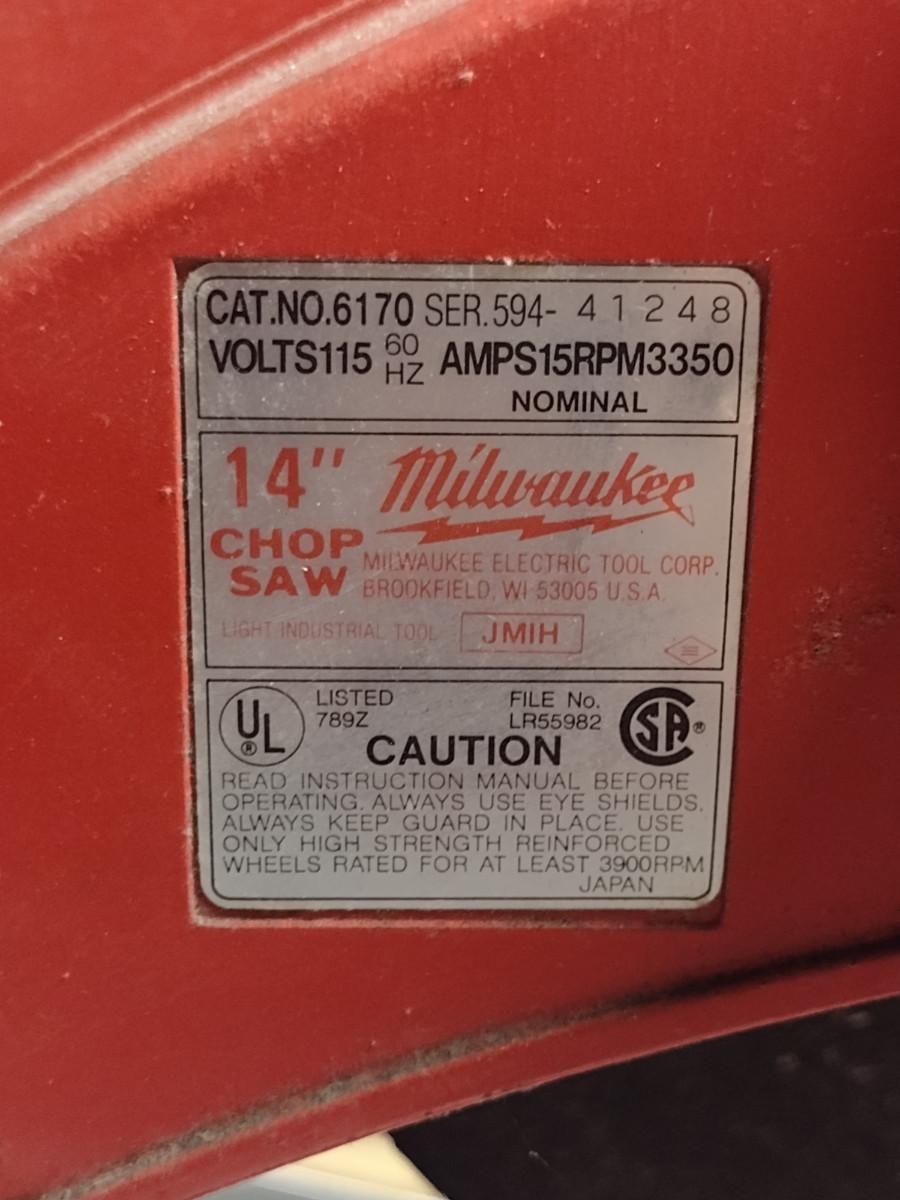 CAT.NO.6170 SER.594- 41248
VOLTS115 60 HZ AMPS15RPM3350
NOMINAL
14" Milwaukee
CHOP SAW
MILWAUKEE ELECTRIC TOOL CORP.
BROOKFIELD, WI 53005 U.S.A.
LIGHT INDUSTRIAL TOOL JMIH
UL ® LISTED 789Z
FILE No. LR55982 CSA ®
CAUTION
READ INSTRUCTION MANUAL BEFORE
OPERATING. ALWAYS USE EYE SHIELDS.
ALWAYS KEEP GUARD IN PLACE. USE
ONLY HIGH STRENGTH REINFORCED
WHEELS RATED FOR AT LEAST 3900RPM
JAPAN